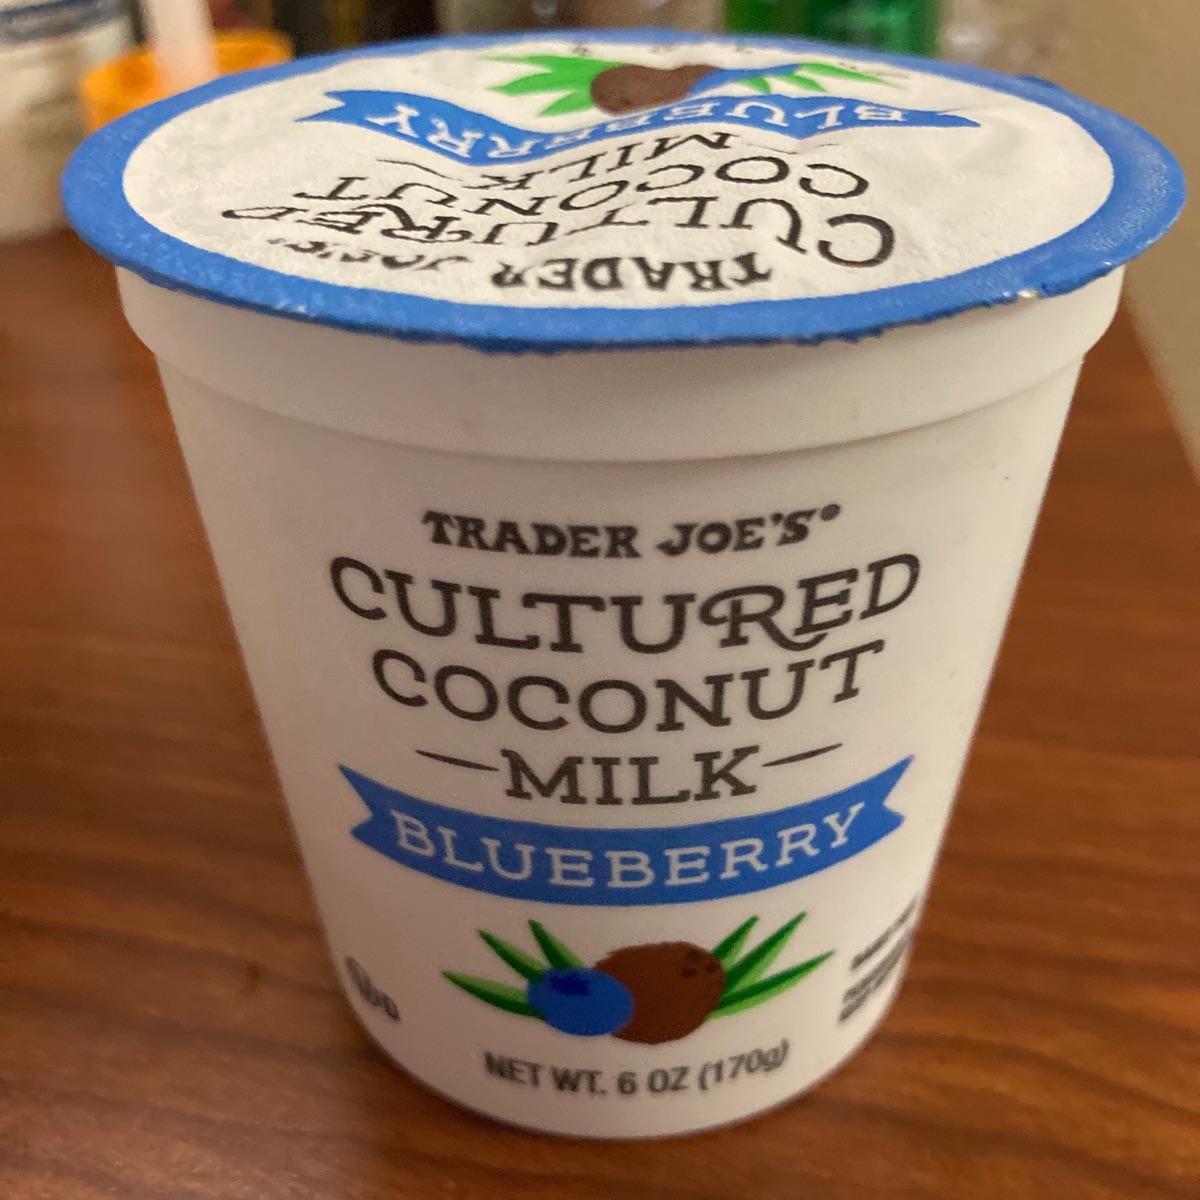 BLUEBERRY
MILK
COCONUT
CULTURED
TRADER JOE'S
TRADER JOE'S
CULTURED
COCONUT
MILK
BLUEBERRY
NET WT. 6 OZ (170g)